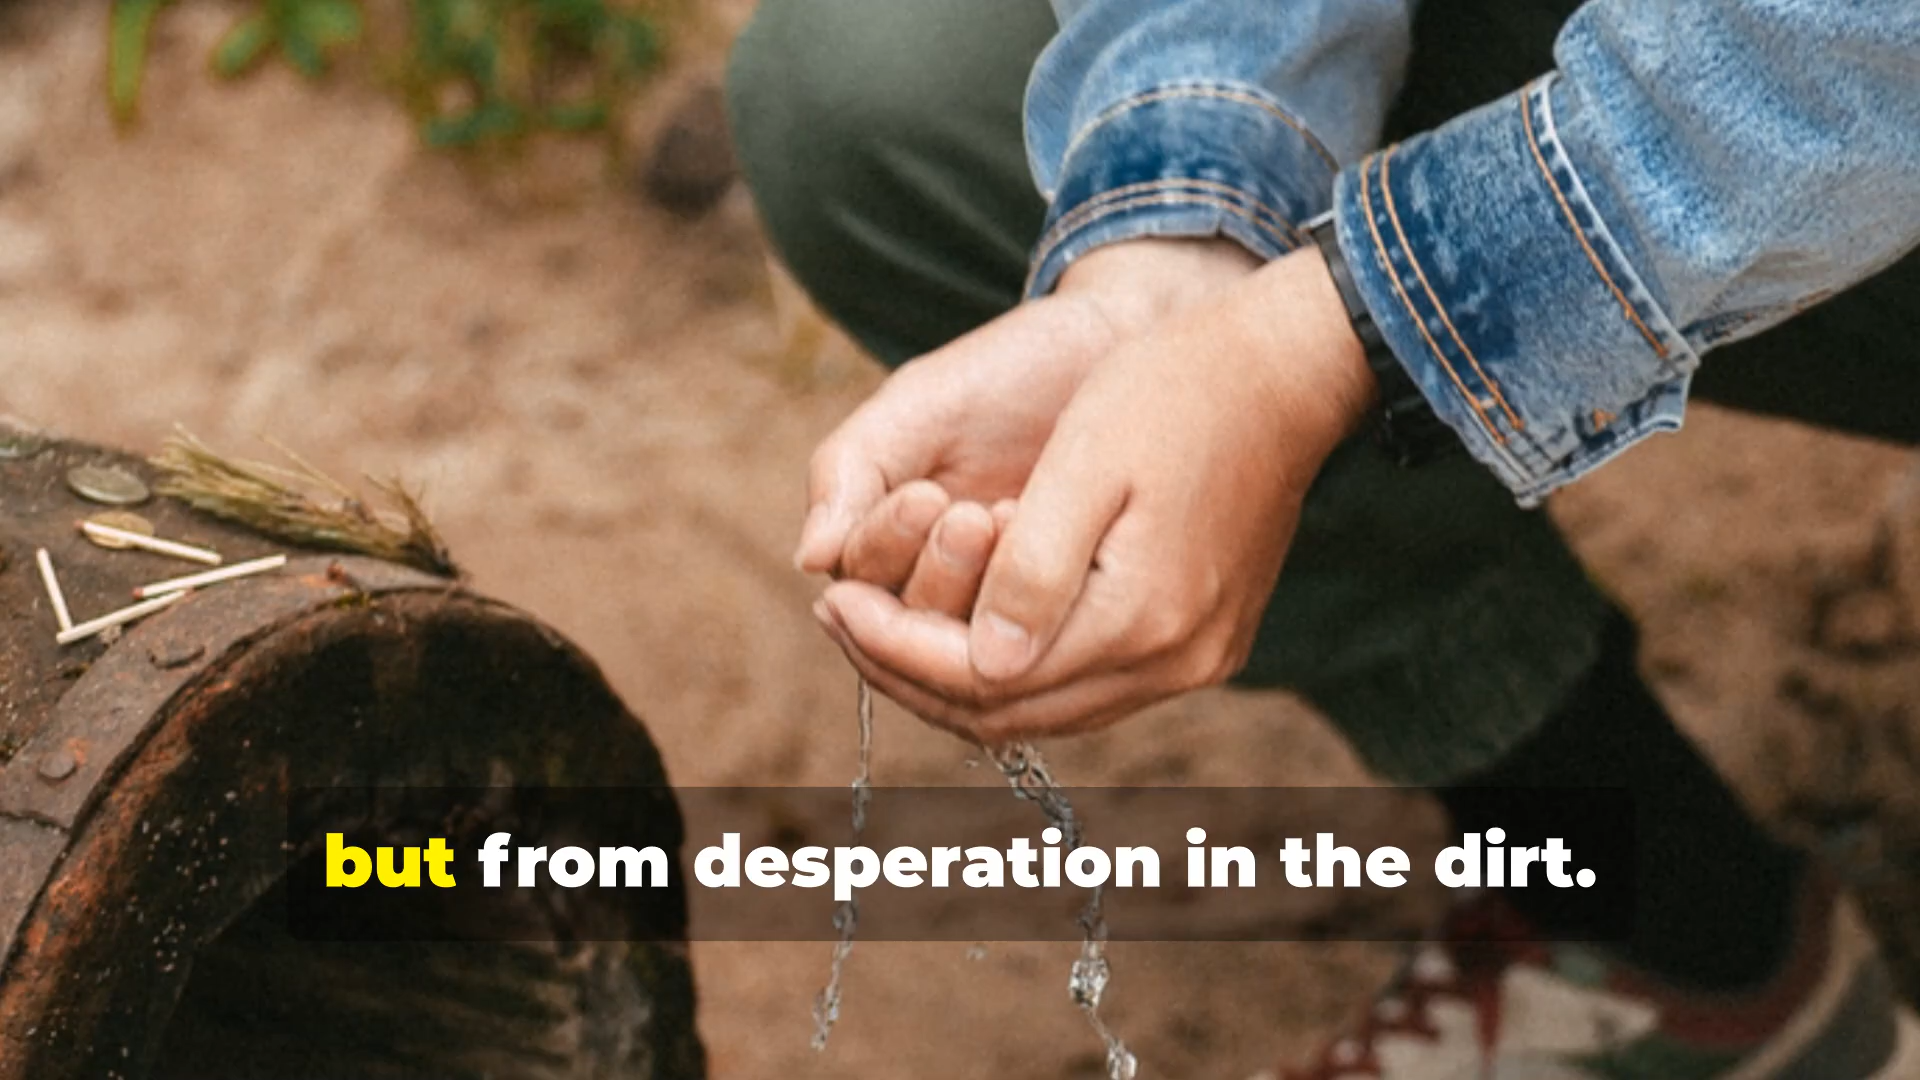 but from desperation in the dirt.